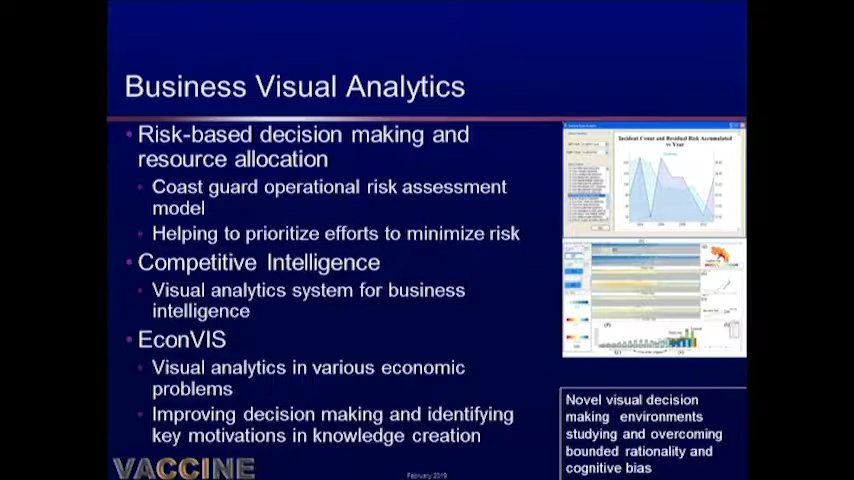 Business Visual Analytics
• Risk-based decision making and
resource allocation
• Coast guard operational risk assessment
model
• Helping to prioritize efforts to minimize risk
• Competitive Intelligence
• Visual analytics system for business
intelligence
• EconVIS
• Visual analytics in various economic
problems
• Improving decision making and identifying
key motivations in knowledge creation
Incident Count and Residual Risk Accumulated
vs Year
Novel visual decision
making environments
studying and overcoming
bounded rationality and
cognitive bias
VACCINE